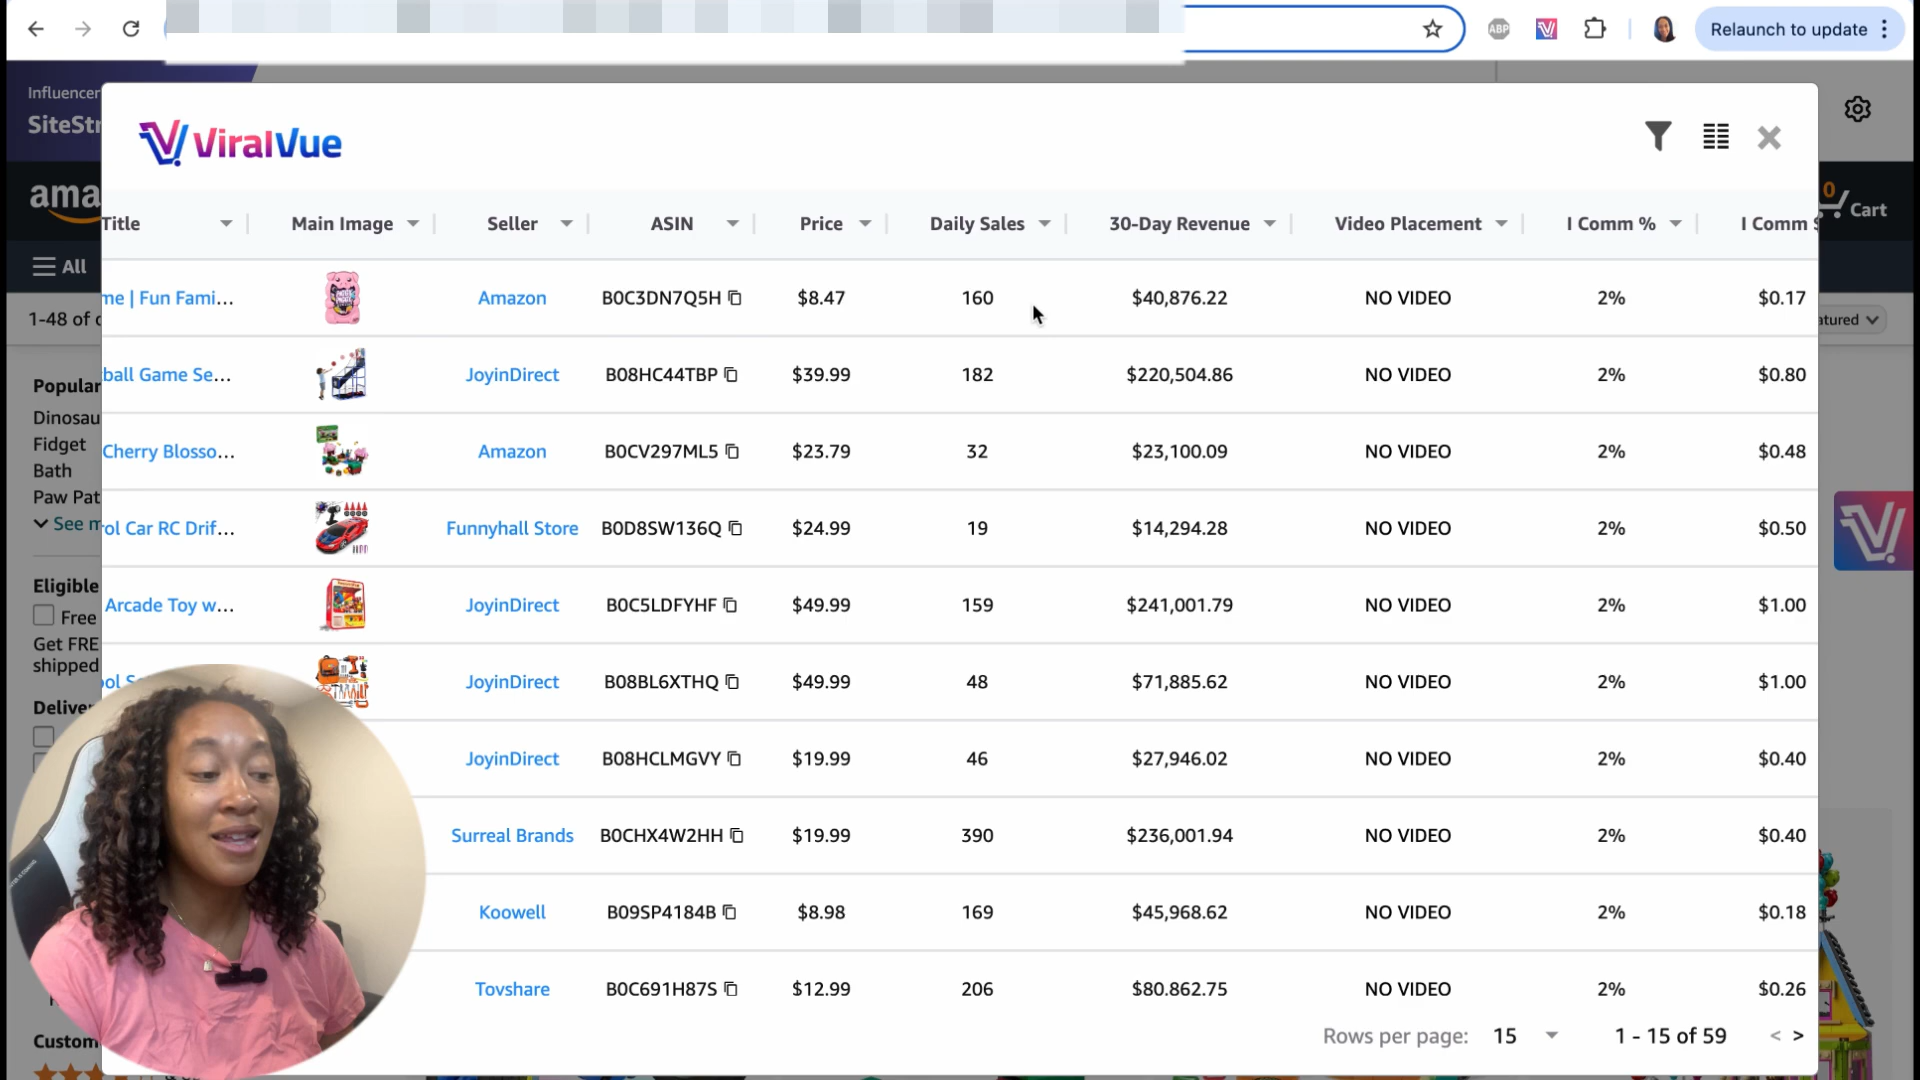 Relaunch to update
ABP
Influencer
SiteStr
ViralVue
ama
0
Cart
All
1-48 of
atured
Title Main Image Seller ASIN Price Daily Sales 30-Day Revenue Video Placement I Comm % I Comm $
me | Fun Fami... Amazon B0C3DN7Q5H $8.47 160 $40,876.22 NO VIDEO 2% $0.17
ball Game Se... JoyinDirect B08HC44TBP $39.99 182 $220,504.86 NO VIDEO 2% $0.80
Cherry Blosso... Amazon B0CV297ML5 $23.79 32 $23,100.09 NO VIDEO 2% $0.48
ol Car RC Drif... Funnyhall Store B0D8SW136Q $24.99 19 $14,294.28 NO VIDEO 2% $0.50
Arcade Toy w... JoyinDirect B0C5LDFYHF $49.99 159 $241,001.79 NO VIDEO 2% $1.00
JoyinDirect B08BL6XTHQ $49.99 48 $71,885.62 NO VIDEO 2% $1.00
JoyinDirect B08HCLMGVY $19.99 46 $27,946.02 NO VIDEO 2% $0.40
Surreal Brands B0CHX4W2HH $19.99 390 $236,001.94 NO VIDEO 2% $0.40
Koowell B09SP4184B $8.98 169 $45,968.62 NO VIDEO 2% $0.18
Tovshare B0C691H87S $12.99 206 $80.862.75 NO VIDEO 2% $0.26
Rows per page: 15 1 - 15 of 59 < >
Popular
Dinosau
Fidget
Bath
Paw Pat
See m
Eligible
Free
Get FRE
shipped
Deliver
Custom